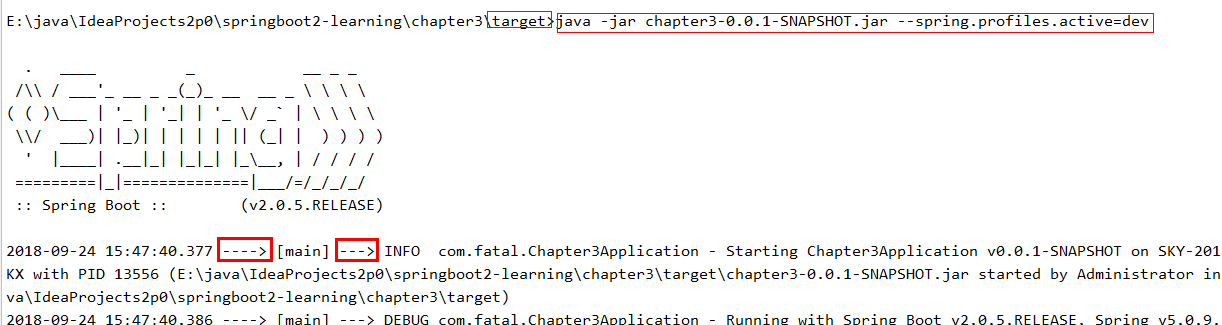 E:\java\IdeaProjects2p0\springboot2-learning\chapter3\target>java -jar chapter3-0.0.1-SNAPSHOT.jar --spring.profiles.active=dev
  .   ____          _            __ _ _
 /\\ / ___'_ __ _ _(_)_ __  __ _ \ \ \ \
( ( )\___ | '_ | '_| | '_ \/ _` | \ \ \ \
 \\/  ___)| |_)| | | | | || (_| |  ) ) ) )
  '  |____| .__|_| |_|_| |_\__, | / / / /
 =========|_|==============|___/=/_/_/_/
 :: Spring Boot ::        (v2.0.5.RELEASE)
2018-09-24 15:47:40.377 ----> [main] ---> INFO  com.fatal.Chapter3Application - Starting Chapter3Application v0.0.1-SNAPSHOT on SKY-201
KX with PID 13556 (E:\java\IdeaProjects2p0\springboot2-learning\chapter3\target\chapter3-0.0.1-SNAPSHOT.jar started by Administrator in
va\IdeaProjects2p0\springboot2-learning\chapter3\target)
2018-09-24 15:47:40.386 ----> [main] ---> DEBUG com.fatal.Chapter3Application - Running with Spring Boot v2.0.5.RELEASE, Spring v5.0.9.